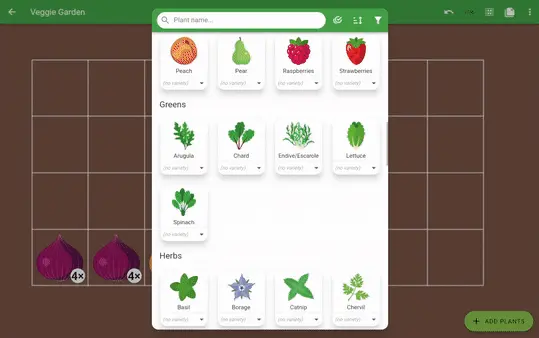 Veggie Garden
Plant name...
Peach
Pear
Raspberries
Strawberries
(no variety)
(no variety)
(no variety)
(no variety)
Greens
Arugula
Chard
Endive/Escarole
Lettuce
(no variety)
(no variety)
(no variety)
(no variety)
Spinach
(no variety)
Herbs
4×
4×
Basil
Borage
Catnip
Chervil
(no variety)
(no variety)
(no variety)
(no variety)
+ ADD PLANTS